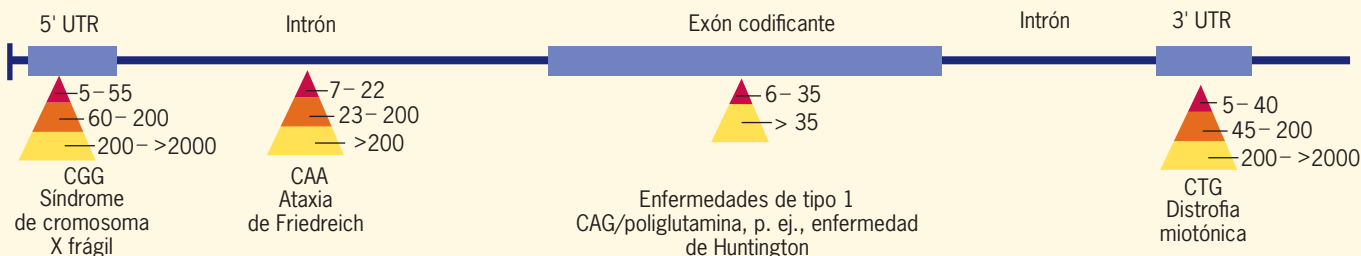 5' UTR
Intrón
Exón codificante
Intrón
3' UTR
5–55
60–200
200–>2000
CGG
Síndrome
de cromosoma
X frágil
7–22
23–200
>200
CAA
Ataxia
de Friedreich
6–35
> 35
Enfermedades de tipo 1
CAG/poliglutamina, p. ej., enfermedad
de Huntington
5–40
45–200
200–>2000
CTG
Distrofia
miotónica